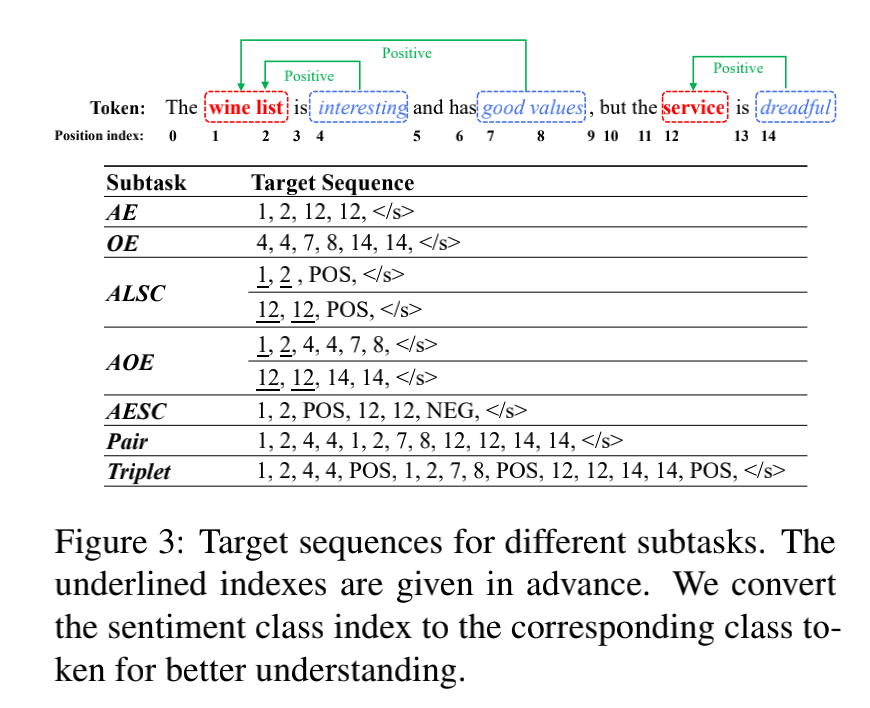 Positive
Positive
Positive
Token: The wine list is interesting and has good values , but the service is dreadful
Position index: 0 1 2 3 4 5 6 7 8 9 10 11 12 13 14
Subtask Target Sequence
AE 1, 2, 12, 12, </s>
OE 4, 4, 7, 8, 14, 14, </s>
ALSC 1, 2 , POS, </s>
12, 12, POS, </s>
AOE 1, 2, 4, 4, 7, 8, </s>
12, 12, 14, 14, </s>
AESC 1, 2, POS, 12, 12, NEG, </s>
Pair 1, 2, 4, 4, 1, 2, 7, 8, 12, 12, 14, 14, </s>
Triplet 1, 2, 4, 4, POS, 1, 2, 7, 8, POS, 12, 12, 14, 14, POS, </s>
Figure 3: Target sequences for different subtasks. The
underlined indexes are given in advance. We convert
the sentiment class index to the corresponding class to-
ken for better understanding.